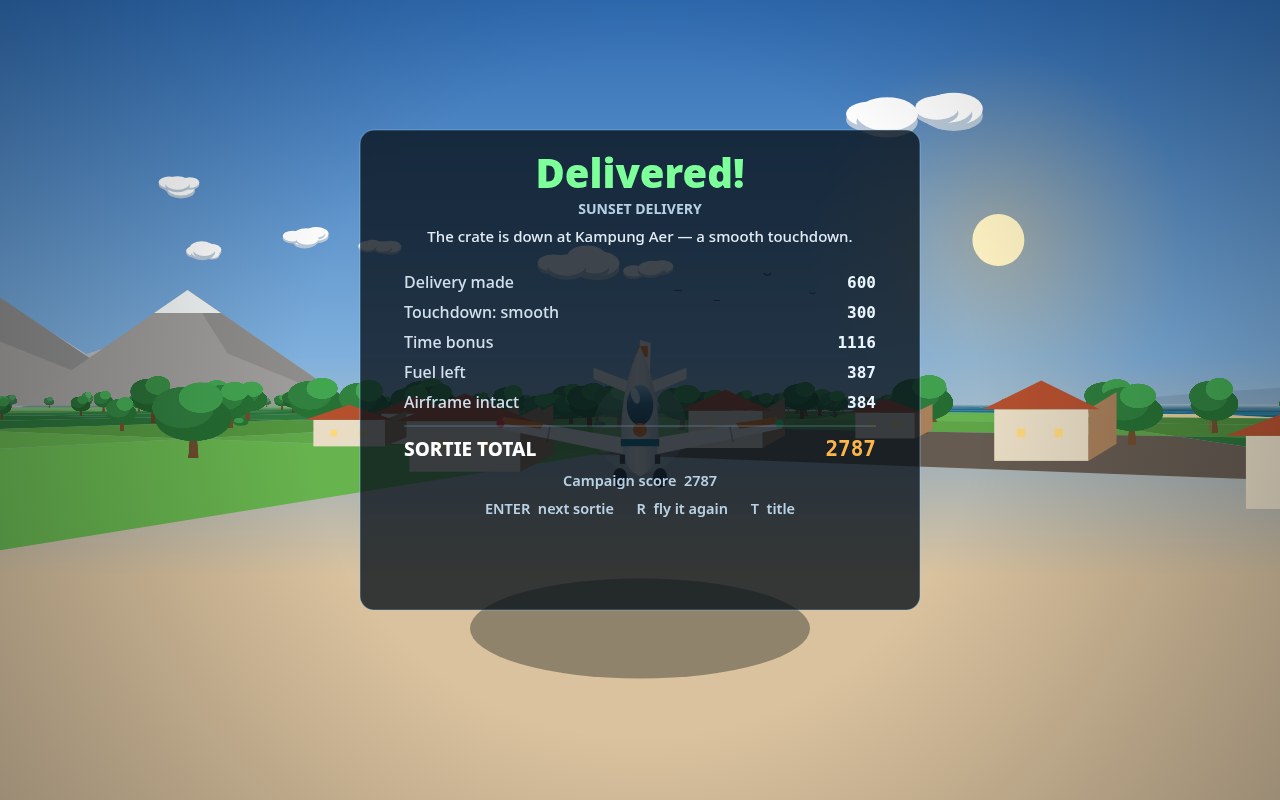 Delivered!
SUNSET DELIVERY
The crate is down at Kampung Aer — a smooth touchdown.
Delivery made 600
Touchdown: smooth 300
Time bonus 1116
Fuel left 387
Airframe intact 384
SORTIE TOTAL 2787
Campaign score 2787
ENTER next sortie R fly it again T title